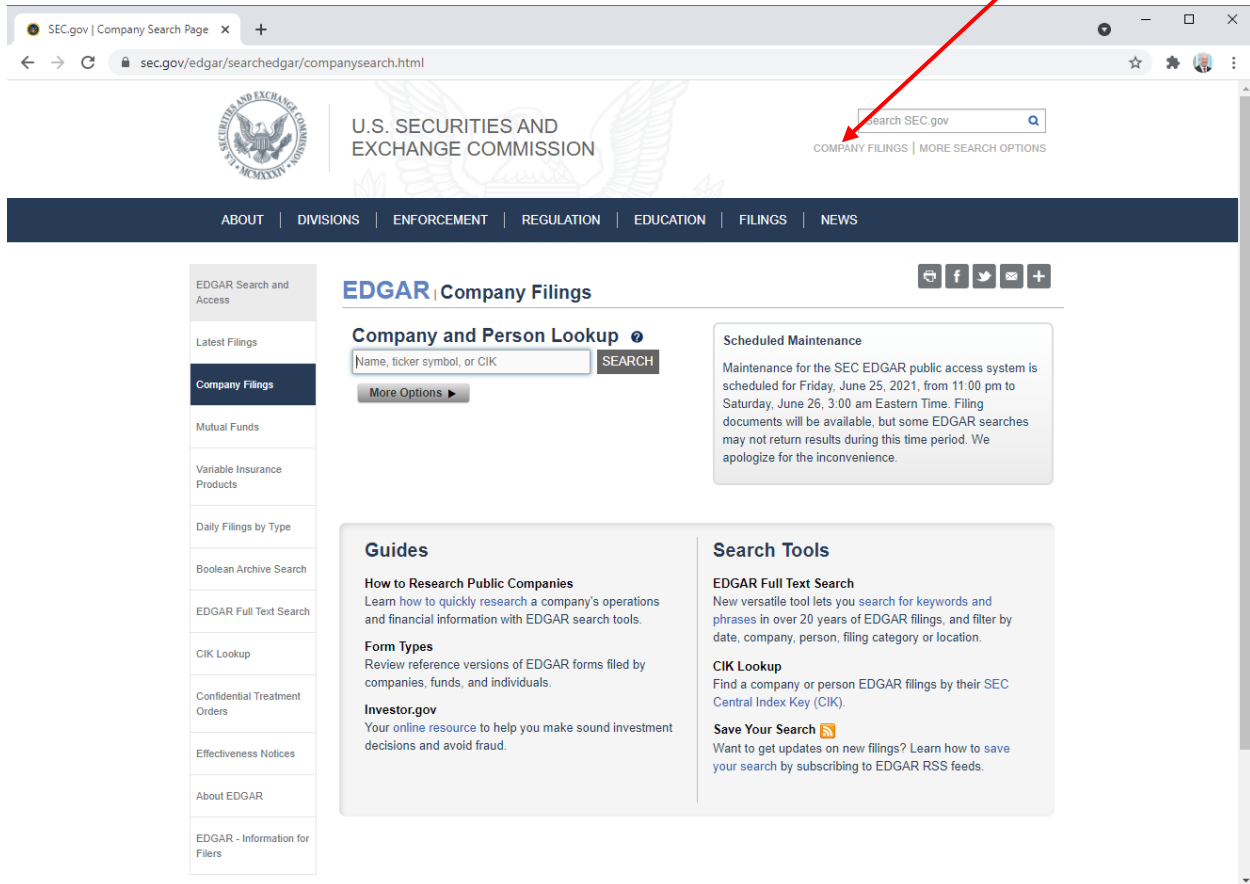 SEC.gov | Company Search Page
sec.gov/edgar/searchedgar/companysearch.html
U.S. SECURITIES AND EXCHANGE COMMISSION
MCMXXXIV
U.S. SECURITIES AND
EXCHANGE COMMISSION
Search SEC.gov
COMPANY FILINGS | MORE SEARCH OPTIONS
ABOUT | DIVISIONS | ENFORCEMENT | REGULATION | EDUCATION | FILINGS | NEWS
EDGAR Search and
Access
Latest Filings
Company Filings
Mutual Funds
Variable Insurance
Products
Daily Filings by Type
Boolean Archive Search
EDGAR Full Text Search
CIK Lookup
Confidential Treatment
Orders
Effectiveness Notices
About EDGAR
EDGAR - Information for
Filers
EDGAR | Company Filings
Company and Person Lookup
Name, ticker symbol, or CIK
SEARCH
More Options
Scheduled Maintenance
Maintenance for the SEC EDGAR public access system is
scheduled for Friday, June 25, 2021, from 11:00 pm to
Saturday, June 26, 3:00 am Eastern Time. Filing
documents will be available, but some EDGAR searches
may not return results during this time period. We
apologize for the inconvenience.
Guides
How to Research Public Companies
Learn how to quickly research a company's operations
and financial information with EDGAR search tools.
Form Types
Review reference versions of EDGAR forms filed by
companies, funds, and individuals.
Investor.gov
Your online resource to help you make sound investment
decisions and avoid fraud.
Search Tools
EDGAR Full Text Search
New versatile tool lets you search for keywords and
phrases in over 20 years of EDGAR filings, and filter by
date, company, person, filing category or location.
CIK Lookup
Find a company or person EDGAR filings by their SEC
Central Index Key (CIK).
Save Your Search
Want to get updates on new filings? Learn how to save
your search by subscribing to EDGAR RSS feeds.